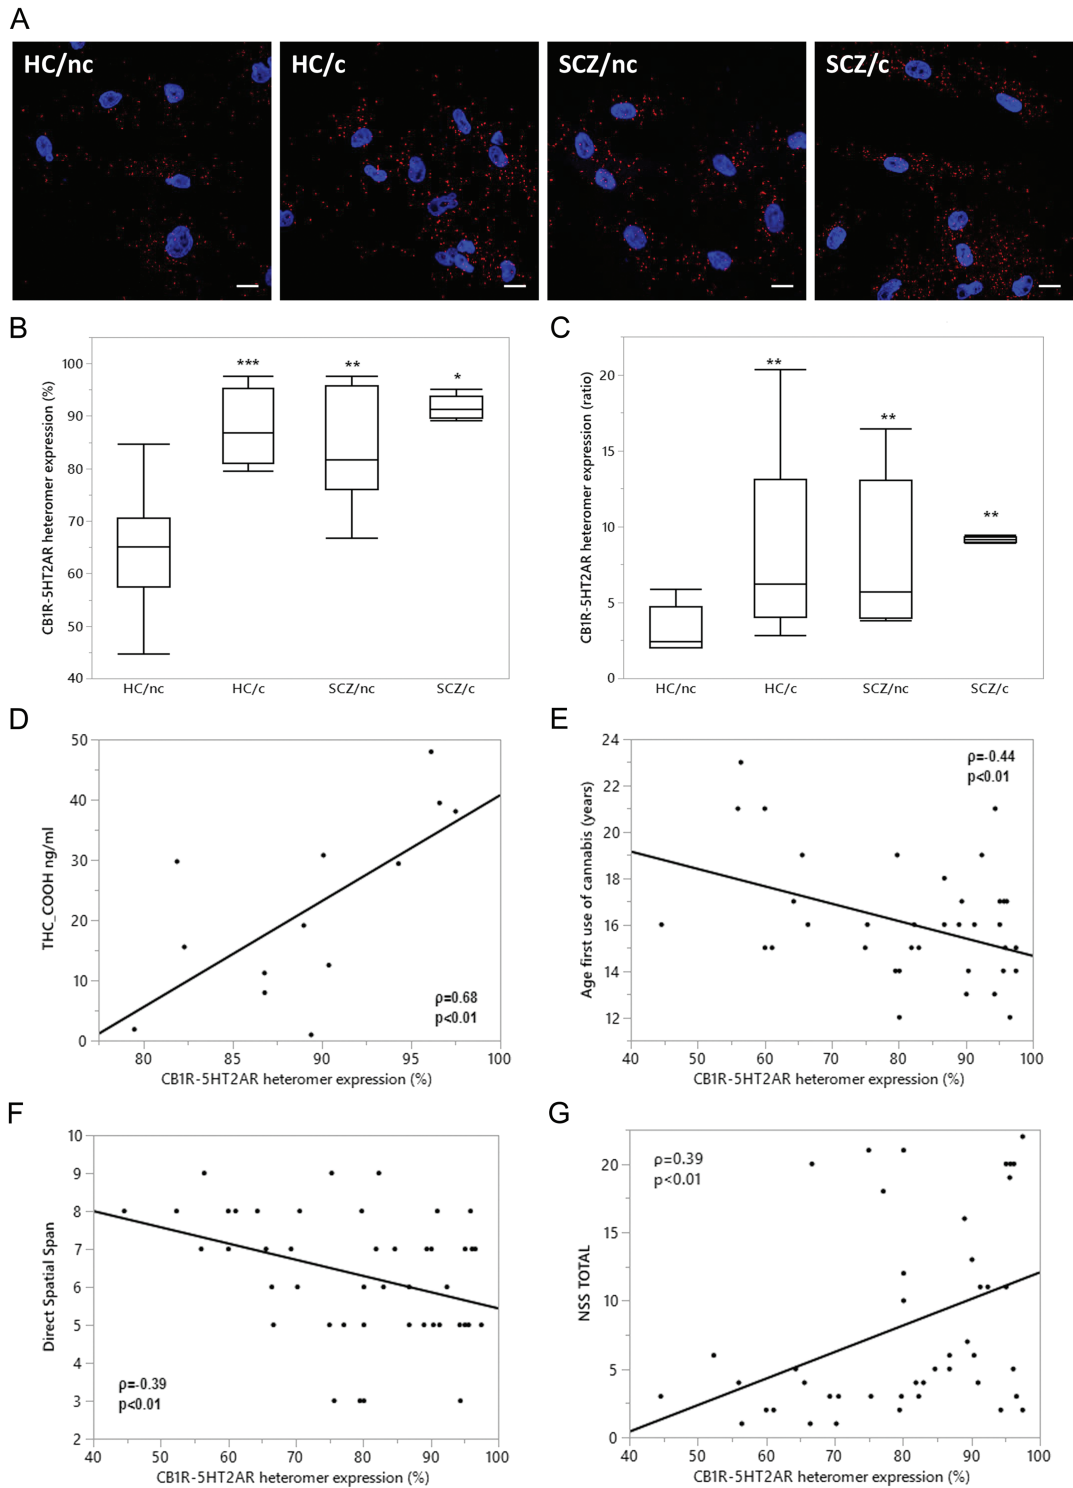 A
HC/nc
HC/c
SCZ/nc
SCZ/c
B
CB1R-5HT2AR heteromer expression (%)
100
90
80
70
60
50
40
***
**
*
HC/nc
HC/c
SCZ/nc
SCZ/c
C
CB1R-5HT2AR heteromer expression (ratio)
20
15
10
5
0
**
**
**
HC/nc
HC/c
SCZ/nc
SCZ/c
D
THC_COOH ng/ml
50
40
30
20
10
0
ρ=0.68
p<0.01
80
85
90
95
100
CB1R-5HT2AR heteromer expression (%)
E
Age first use of cannabis (years)
24
22
20
18
16
14
12
ρ=-0.44
p<0.01
40
50
60
70
80
90
100
CB1R-5HT2AR heteromer expression (%)
F
Direct Spatial Span
10
9
8
7
6
5
4
3
2
ρ=-0.39
p<0.01
40
50
60
70
80
90
100
CB1R-5HT2AR heteromer expression (%)
G
NSS TOTAL
20
15
10
5
0
ρ=0.39
p<0.01
40
50
60
70
80
90
100
CB1R-5HT2AR heteromer expression (%)